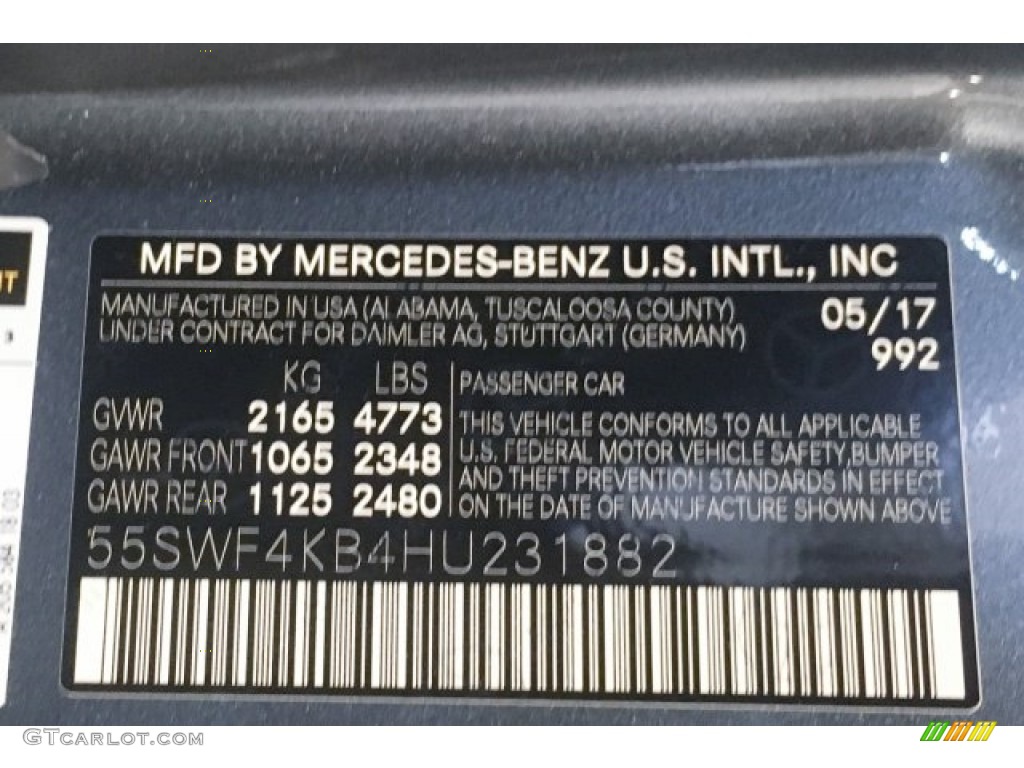 MFD BY MERCEDES-BENZ U.S. INTL., INC
MANUFACTURED IN USA (ALABAMA, TUSCALOOSA COUNTY)
UNDER CONTRACT FOR DAIMLER AG, STUTTGART (GERMANY)
05/17
992
KG LBS
GVWR 2165 4773
GAWR FRONT 1065 2348
GAWR REAR 1125 2480
PASSENGER CAR
THIS VEHICLE CONFORMS TO ALL APPLICABLE
U.S. FEDERAL MOTOR VEHICLE SAFETY, BUMPER
AND THEFT PREVENTION STANDARDS IN EFFECT
ON THE DATE OF MANUFACTURE SHOWN ABOVE
55SWF4KB4HU231882
GTCarlot.com